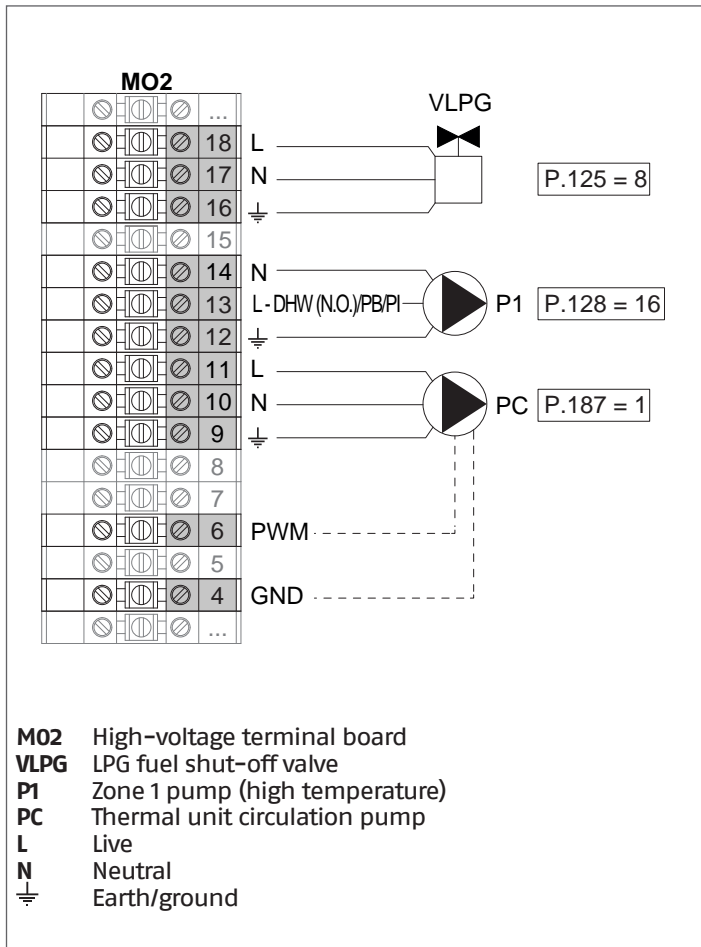 MO2
VLPG
...
18 L
17 N
16
15
P.125 = 8
14 N
13 L - DHW (N.O.)/PB/PI
12
P1 P.128 = 16
11 L
10 N
9
PC P.187 = 1
8
7
6 PWM
5
4 GND
...
M02 High-voltage terminal board
VLPG LPG fuel shut-off valve
P1 Zone 1 pump (high temperature)
PC Thermal unit circulation pump
L Live
N Neutral
⏚ Earth/ground